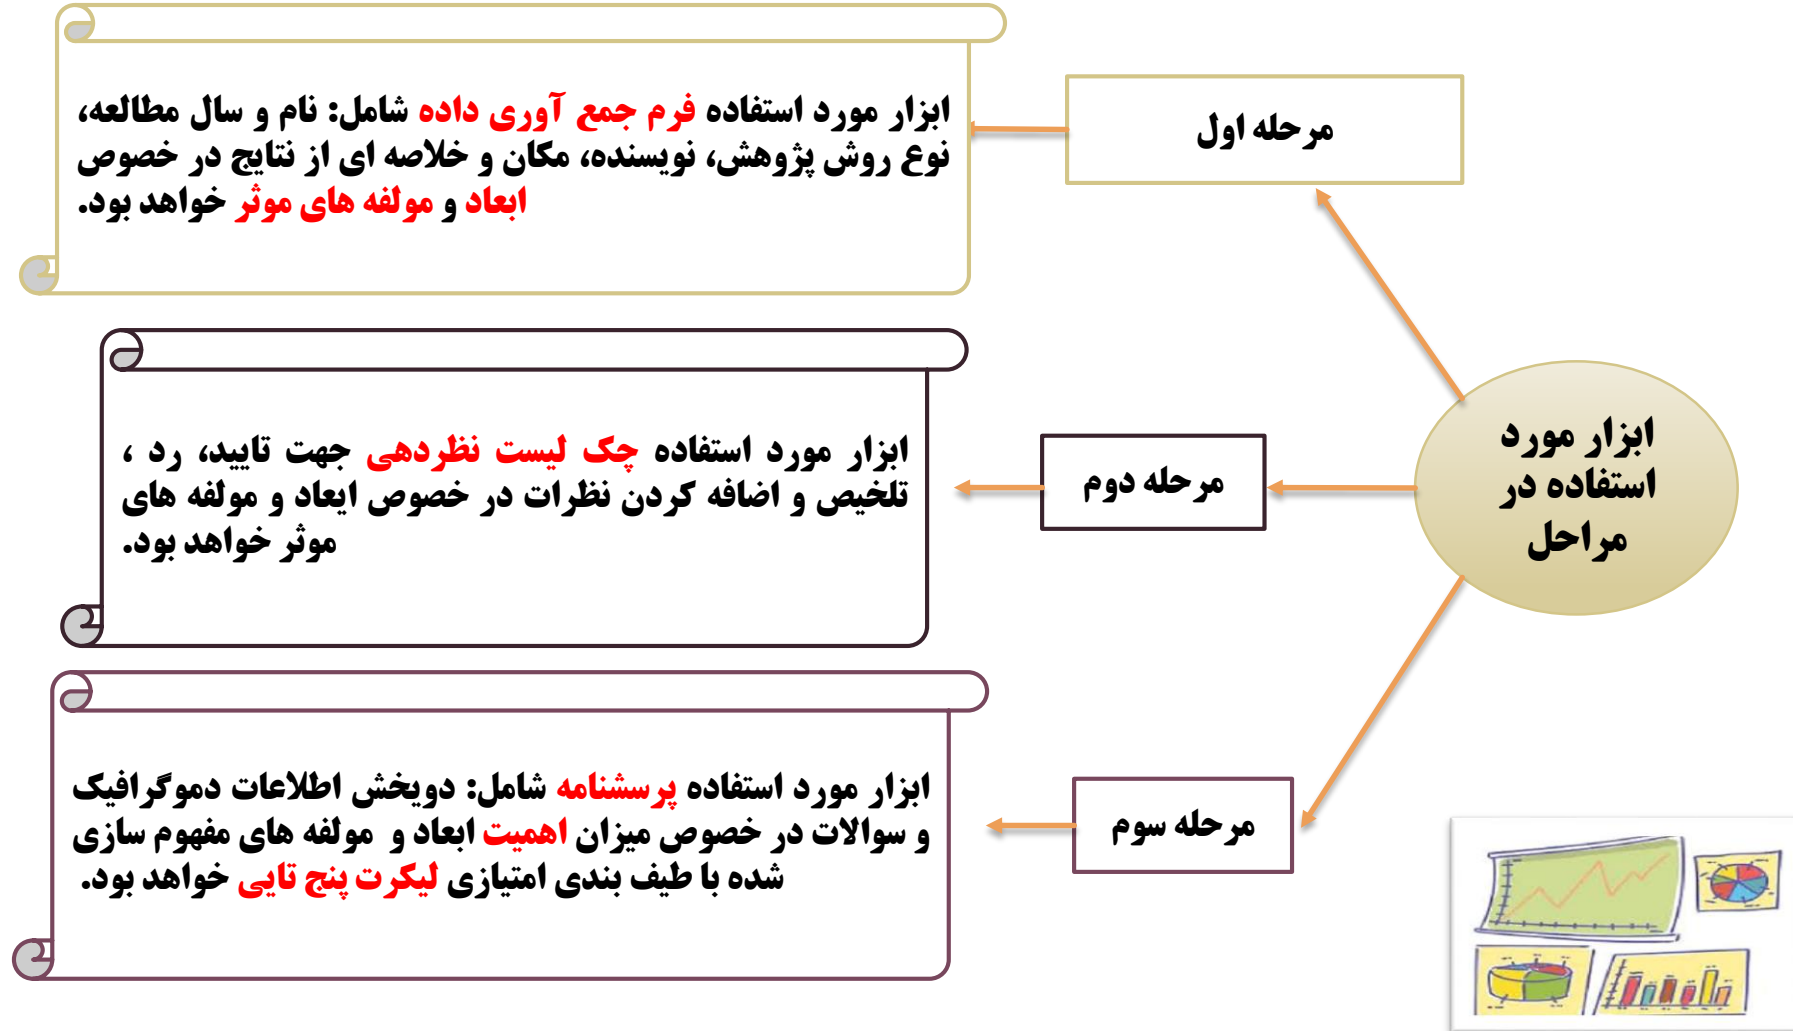 ابزار مورد
استفاده در
مراحل
مرحله اول
ابزار مورد استفاده فرم جمع آوری داده شامل: نام و سال مطالعه،
نوع روش پژوهش، نویسنده، مکان و خلاصه ای از نتایج در خصوص
ابعاد و مولفه های موثر خواهد بود.
مرحله دوم
ابزار مورد استفاده چک لیست نظردهی جهت تایید، رد ،
تلخیص و اضافه کردن نظرات در خصوص ابعاد و مولفه های
موثر خواهد بود.
مرحله سوم
ابزار مورد استفاده پرسشنامه شامل: دوبخش اطلاعات دموگرافیک
و سوالات در خصوص میزان اهمیت ابعاد و مولفه های مفهوم سازی
شده با طیف بندی امتیازی لیکرت پنج تایی خواهد بود.